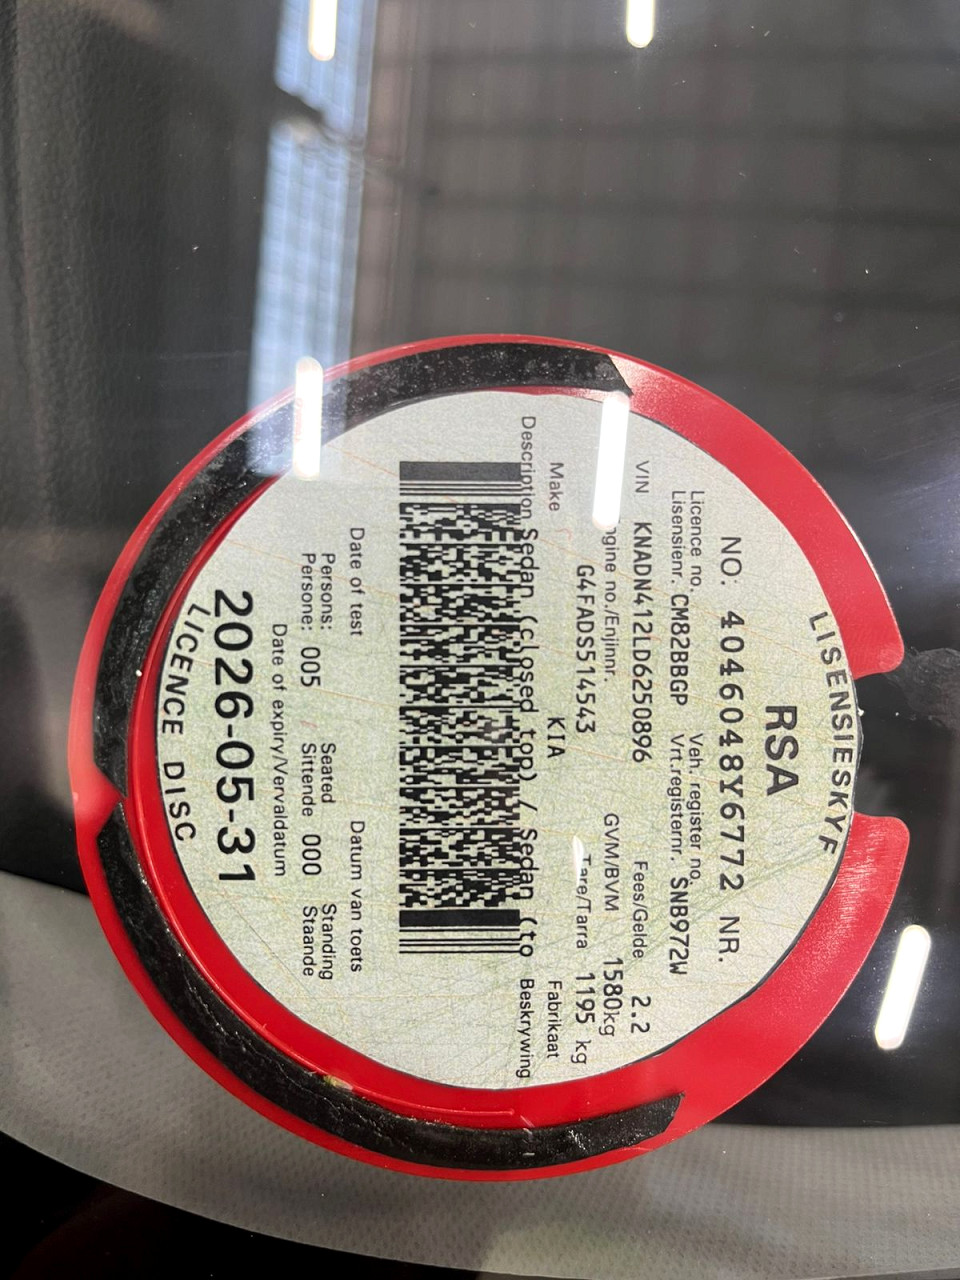 LISENSIESKYF
RSA
NO. 4046048Y6772 NR.
Licence no. Veh. register no.
Lisensienr. CM82BBGP Vrt.registernr. SNB972W
VIN KNADN412LD6250896 Fees/Gelde 2.2
gine no./Enjinnr. GVM/BVM 1580kg
G4FADS514543 Tare/Tarra 1195 kg
Make KIA Fabrikaat
Description Sedan (closed top) / Sedan (to Beskrywing
Date of test Datum van toets
Persons: Seated Standing
Persone: 005 Sittende 000 Staande
Date of expiry/Vervaldatum
2026-05-31
LICENCE DISC